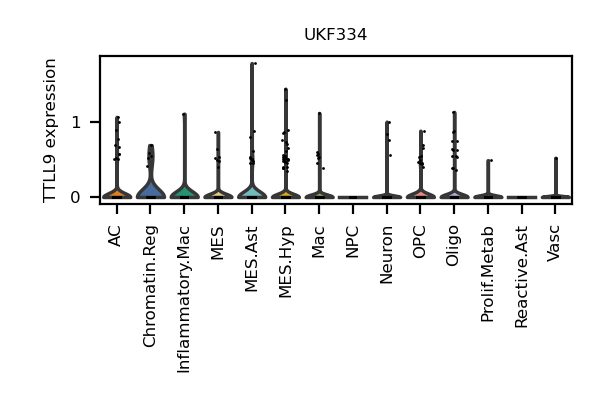 UKF334
TTLL9 expression
1
0
AC
Chromatin.Reg
Inflammatory.Mac
MES
MES.Ast
MES.Hyp
Mac
NPC
Neuron
OPC
Oligo
Prolif.Metab
Reactive.Ast
Vasc